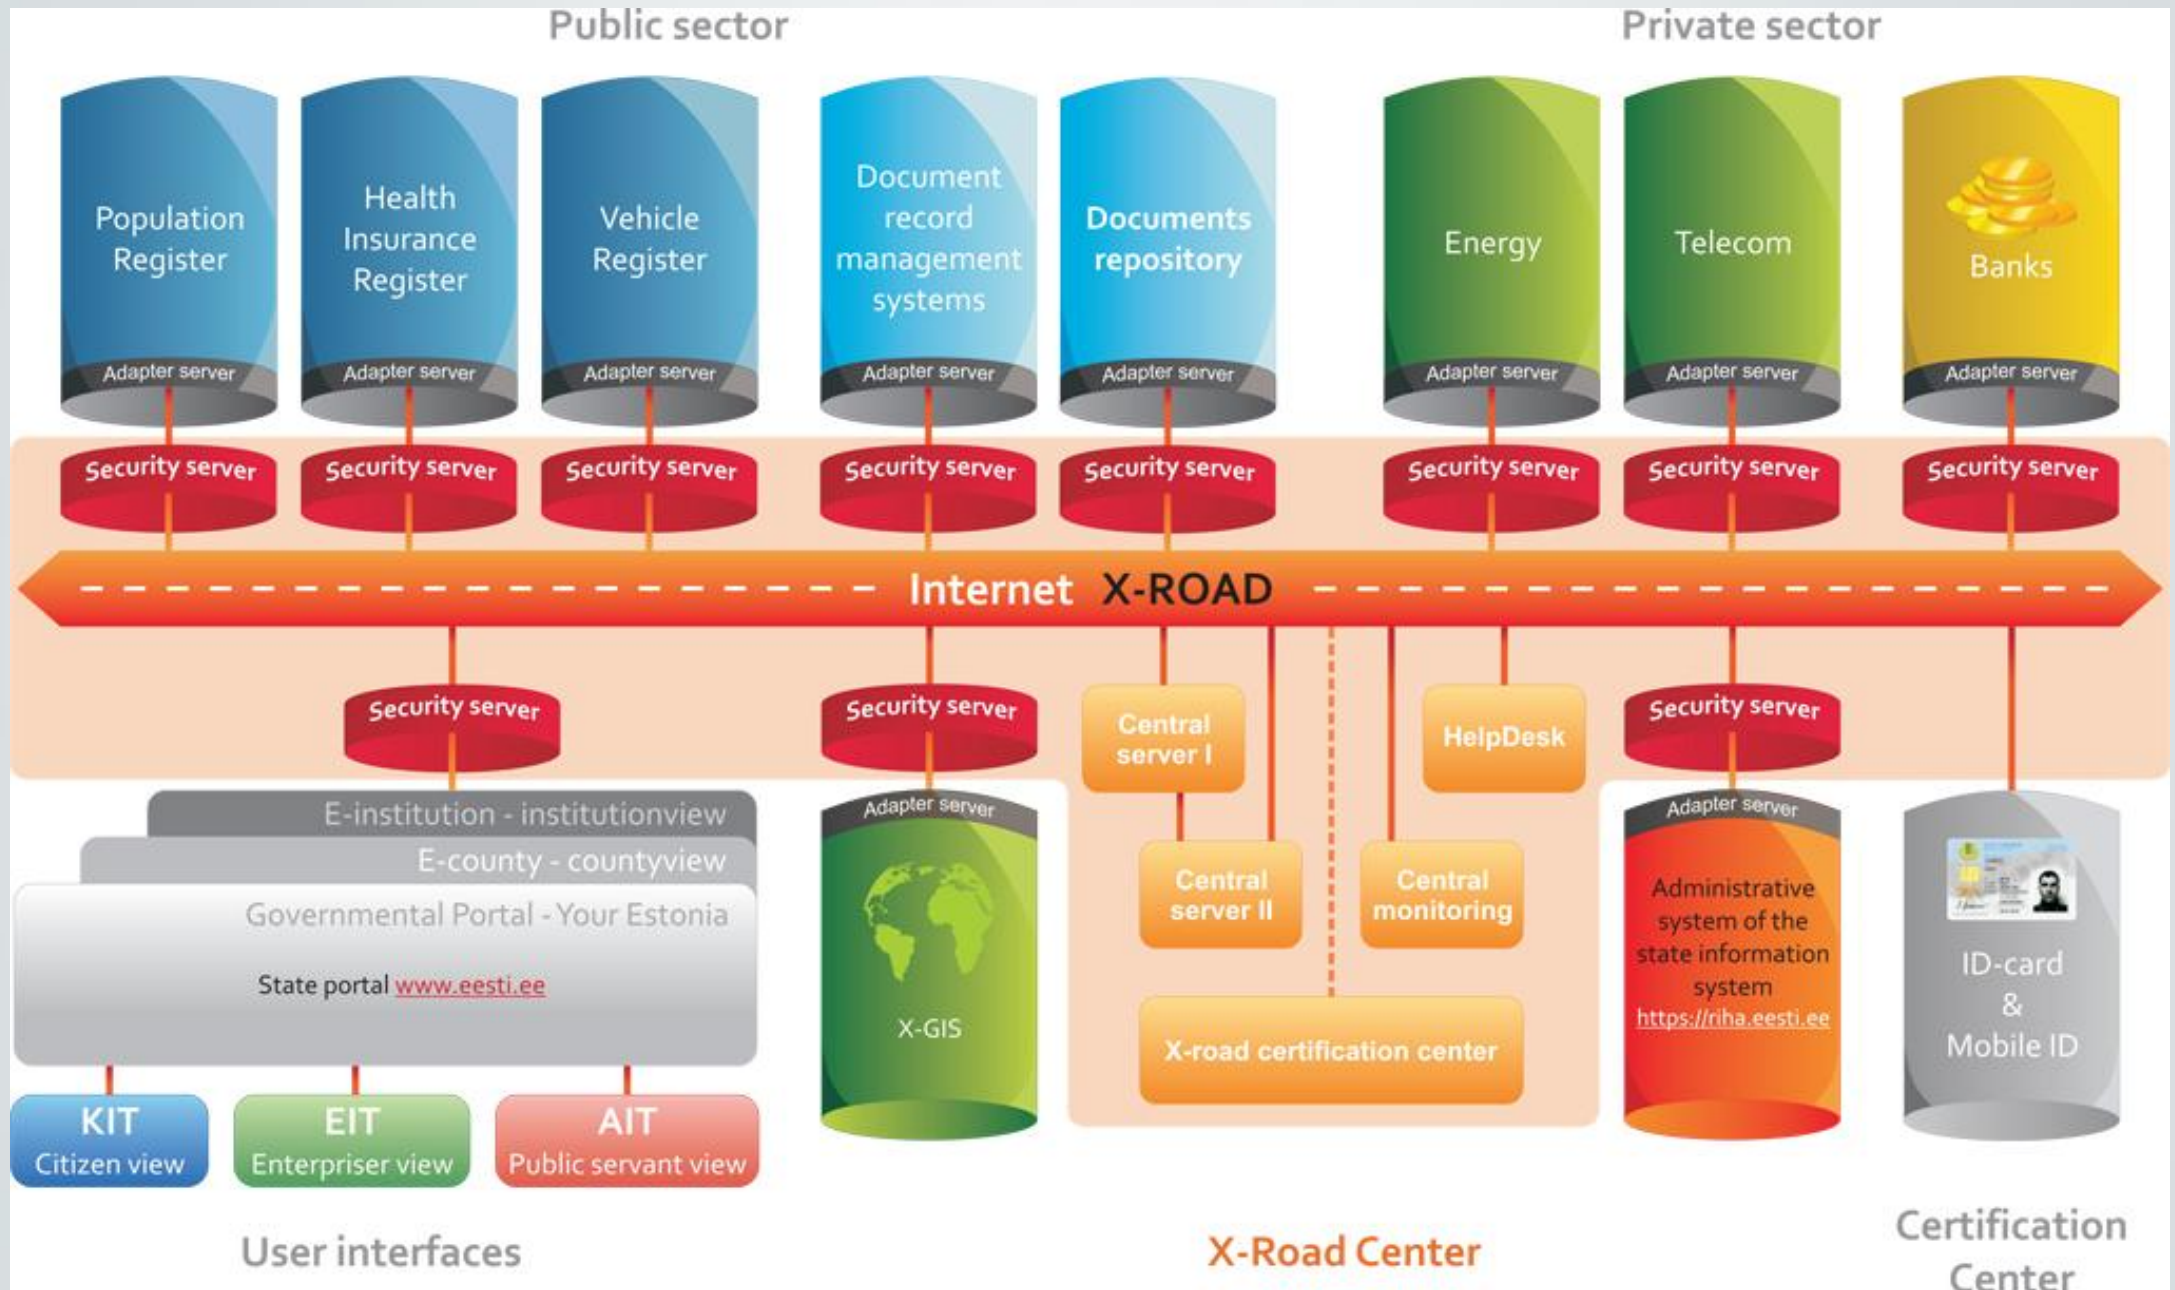 Public sector
Private sector
Population
Register
Health
Insurance
Register
Vehicle
Register
Document
record
management
systems
Documents
repository
Energy
Telecom
Banks
Adapter server
Adapter server
Adapter server
Adapter server
Adapter server
Adapter server
Adapter server
Adapter server
Security server
Security server
Security server
Security server
Security server
Security server
Security server
Security server
Internet X-ROAD
Security server
Security server
Central
server I
HelpDesk
Security server
E-institution - institutionview
E-county - countyview
Governmental Portal - Your Estonia
State portal www.eesti.ee
Adapter server
X-GIS
Central
server II
Central
monitoring
X-road certification center
Adapter server
Administrative
system of the
state information
system
https://riha.eesti.ee
ID-card
&
Mobile ID
KIT
Citizen view
EIT
Enterpriser view
AIT
Public servant view
User interfaces
X-Road Center
Certification
Center